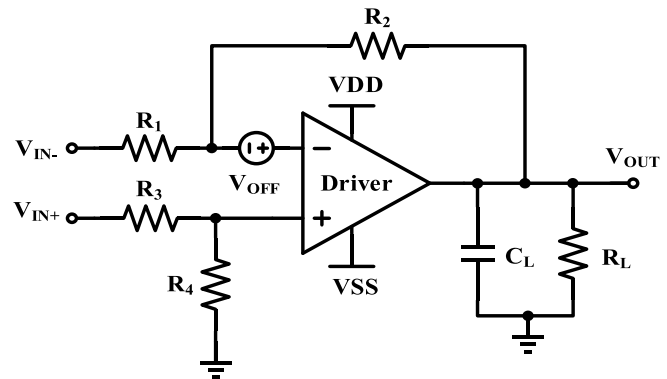 R2
VDD
R1
VIN-
VOFF
− +
−
Driver
VOUT
R3
VIN+
+
R4
VSS
CL
RL